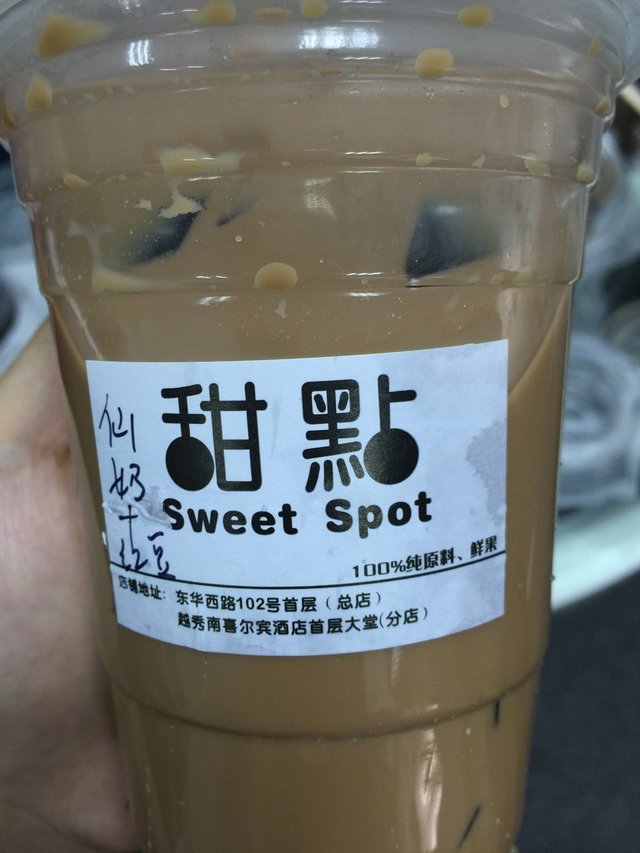 甜點
Sweet Spot
100%纯原料、鲜果
店铺地址: 东华西路102号首层（总店）
越秀南喜尔宾酒店首层大堂(分店)
仙
奶
豆